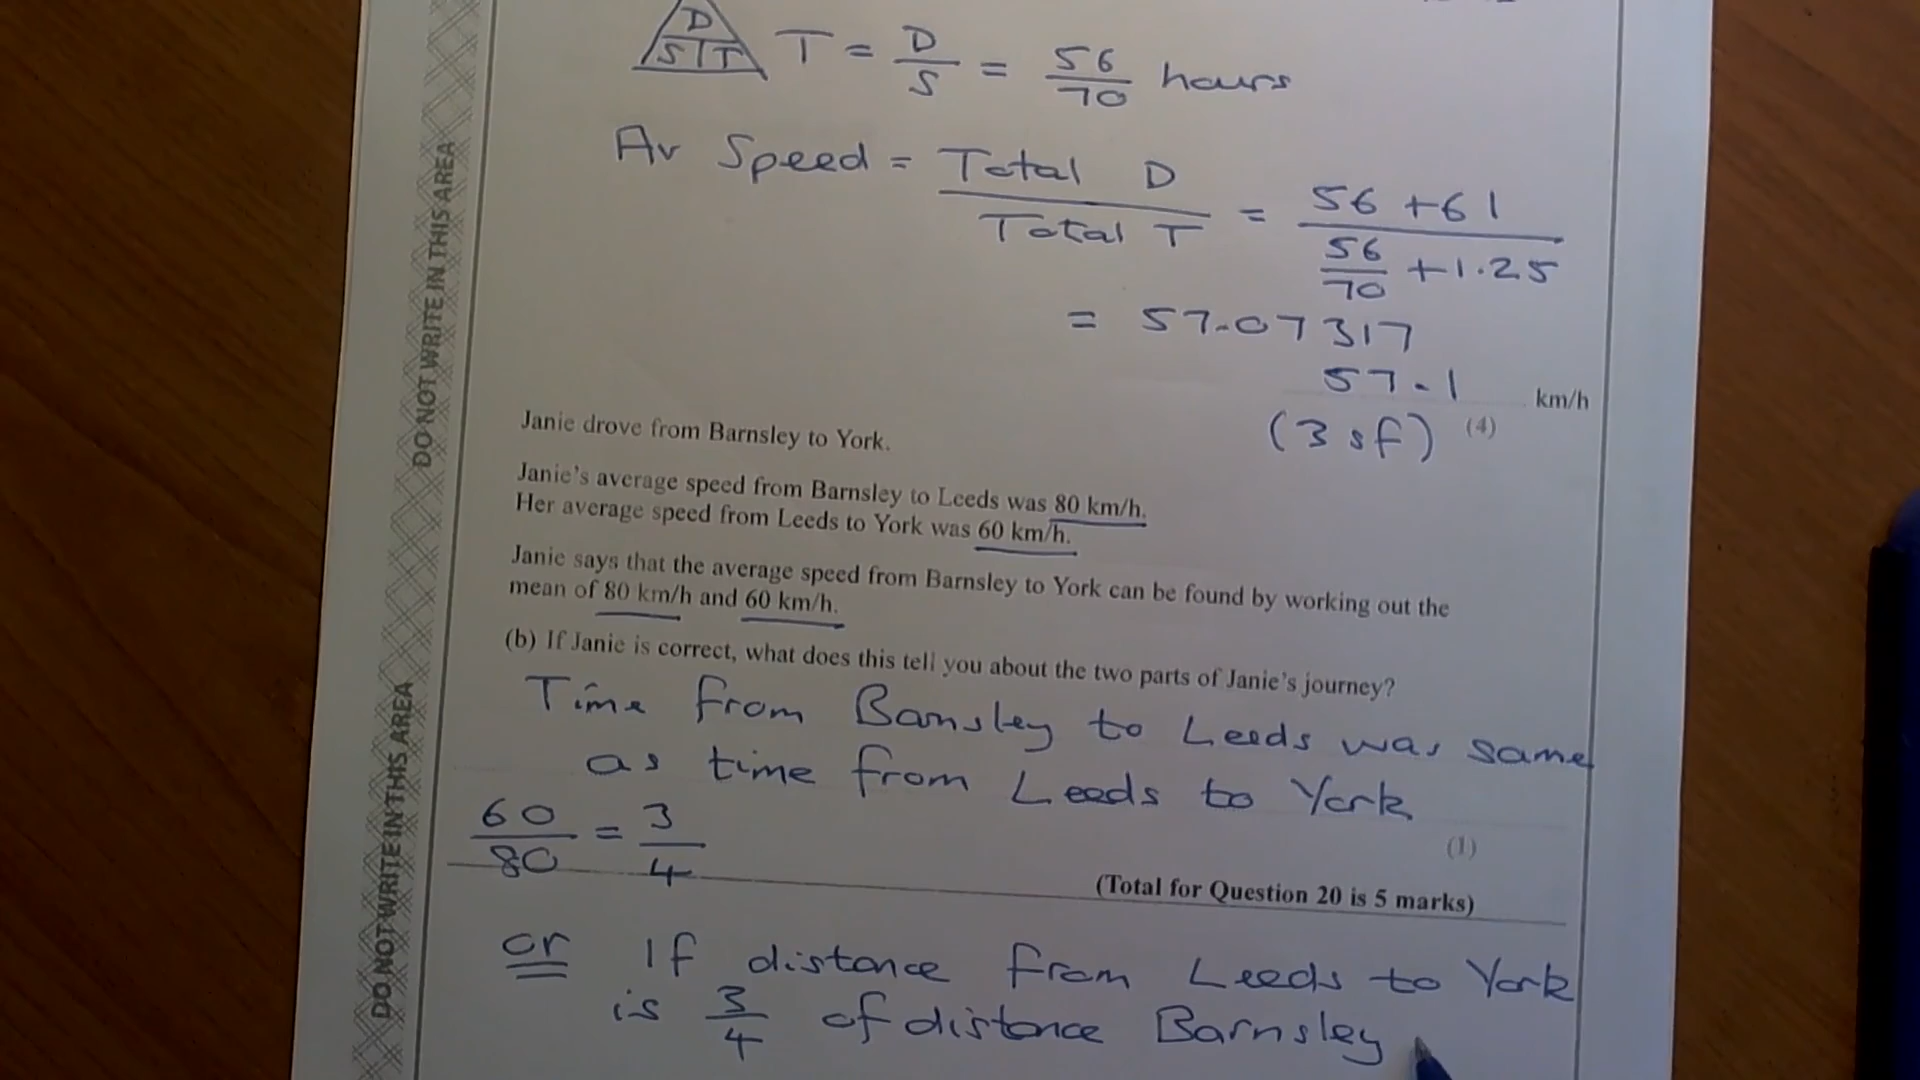 D
S T
T = D/S = 56/70 hours
Av Speed = Total D / Total T = 56 + 61 / 56/70 + 1.25
= 57.07317
57.1 km/h
(3 sf) (4)
Janie drove from Barnsley to York.
Janie's average speed from Barnsley to Leeds was 80 km/h.
Her average speed from Leeds to York was 60 km/h.
Janie says that the average speed from Barnsley to York can be found by working out the
mean of 80 km/h and 60 km/h.
(b) If Janie is correct, what does this tell you about the two parts of Janie's journey?
Time from Barnsley to Leeds was same
as time from Leeds to York
60/80 = 3/4
(1)
(Total for Question 20 is 5 marks)
or If distance from Leeds to York
is 3/4 of distance Barnsley
DO NOT WRITE IN THIS AREA
DO NOT WRITE IN THIS AREA